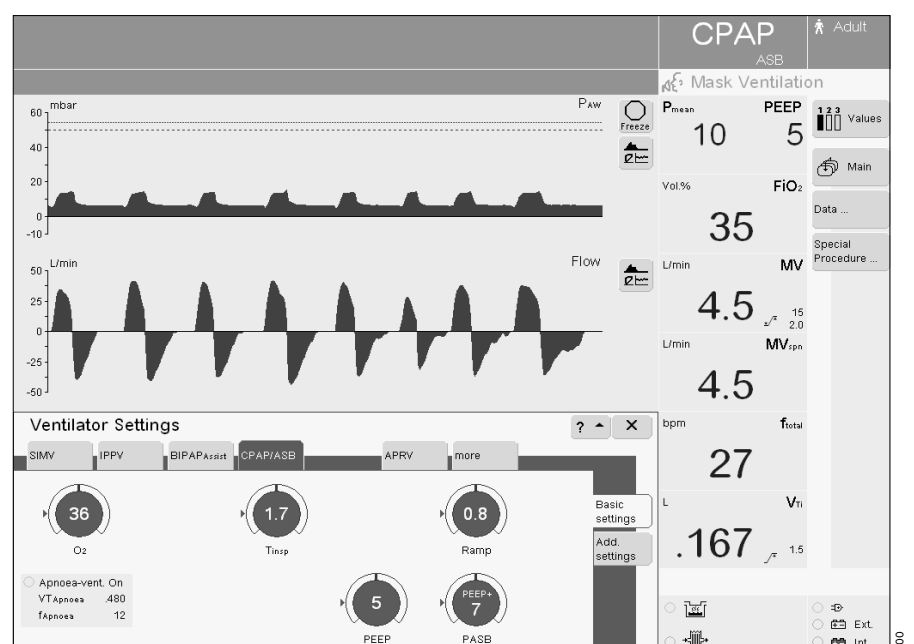 CPAP
ASB
Adult
Mask Ventilation
mbar
60
40
20
0
-10
PAW
Freeze
Pmean
PEEP
10
5
1 2 3
Values
Main
Vol.%
FiO2
35
Data ...
Special
Procedure ...
L/min
50
25
0
-25
-50
Flow
L/min
MV
4.5
15
2.0
L/min
MVspn
4.5
Ventilator Settings
?
X
SIMV
IPPV
BIPAPAssist
CPAP/ASB
APRV
more
bpm
ftotal
27
36
O2
1.7
Tinsp
0.8
Ramp
Basic
settings
Add.
settings
L
VTi
.167
1.5
Apnoea-vent. On
VTApnoea .480
fApnoea 12
5
PEEP
PEEP+
7
PASB
Ext.
Int.